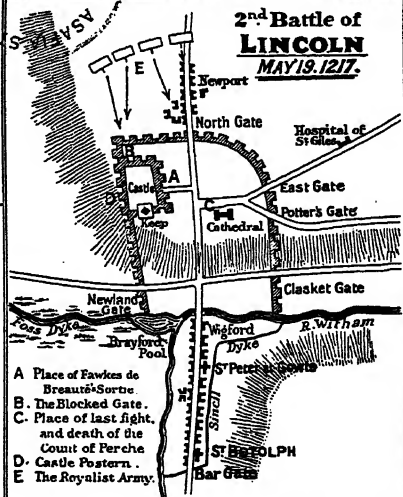 2nd Battle of
LINCOLN
MAY 19. 1217.
E
Newport
North Gate
Hospital of
St Giles
B
A
Castle
East Gate
D
C
Potter's Gate
Keep
Cathedral
Newland
Gate
Clasket Gate
Foss Dyke
Brayford
Pool
Wigford
Dyke
R. Witham
St Peter at Gowts
Sincil
St BOTOLPH
Bar Gate
A Place of Fawkes de
Breauté's Sortie.
B. The Blocked Gate.
C- Place of last fight,
and death of the
Count of Perche
D- Castle Postern.
E The Royalist Army.